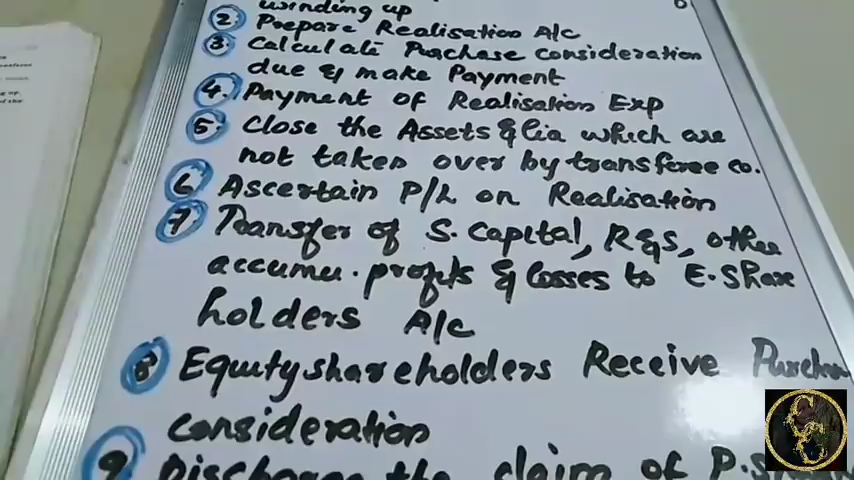 winding up
2. Prepare Realisation A/c
3. Calculate Purchase consideration
due & make Payment
4. Payment of Realisation Exp
5. Close the Assets & lia which are
not taken over by transferee co.
6 Ascertain P/L on Realisation
7 Transfer of S. Capital, R&S, other
accumu. profits & losses to E. Share
holders A/c
8 Equity shareholders Receive Purchase
consideration
9 Discharge the claim of P.S